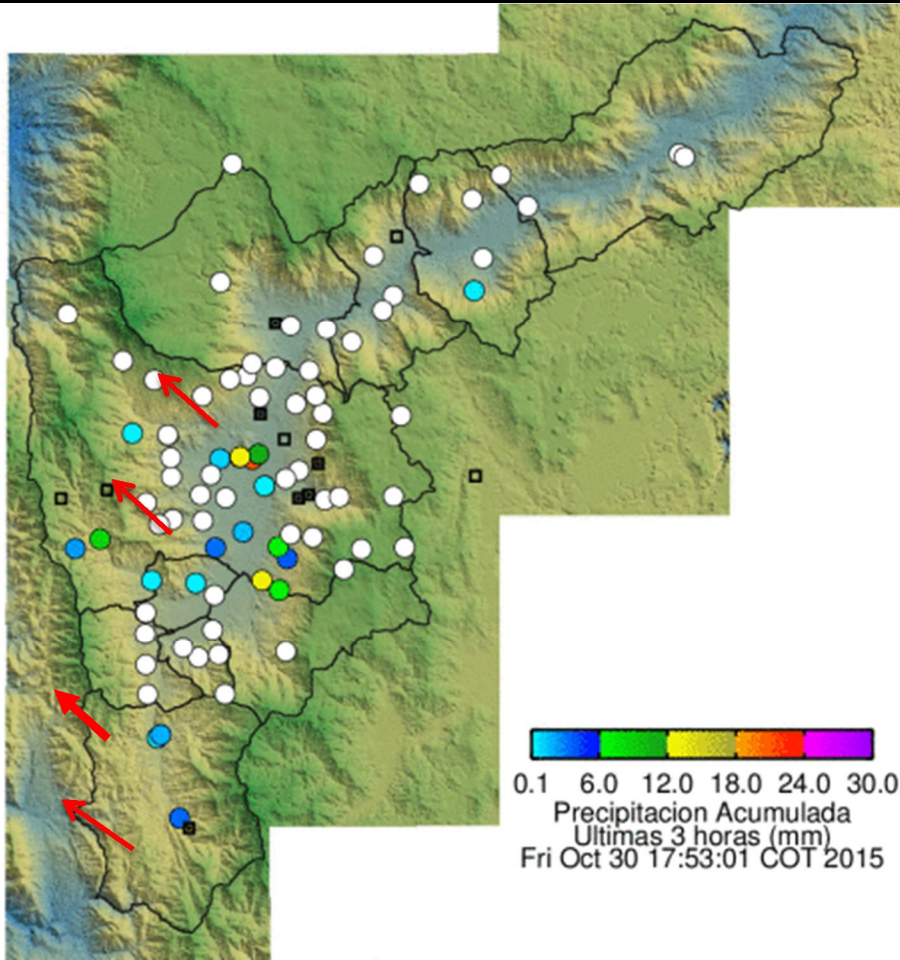 0.1 6.0 12.0 18.0 24.0 30.0
Precipitacion Acumulada
Ultimas 3 horas (mm)
Fri Oct 30 17:53:01 COT 2015